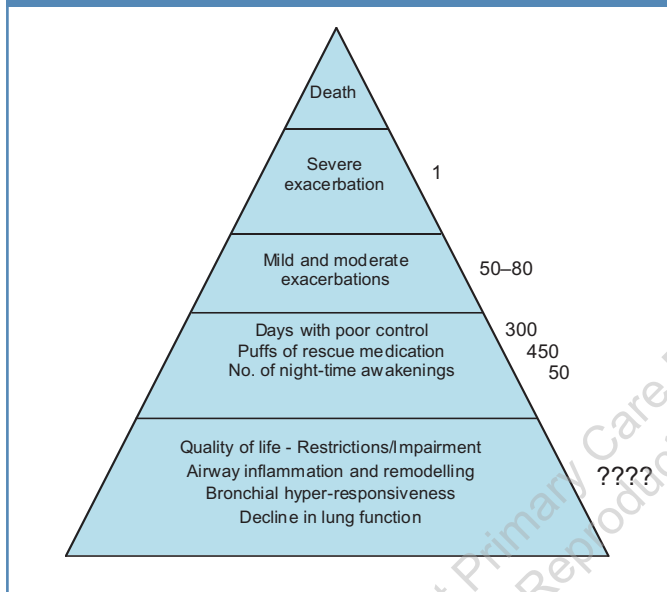 Death
Severe
exacerbation
1
Mild and moderate
exacerbations
50–80
Days with poor control
300
Puffs of rescue medication
450
No. of night-time awakenings
50
Quality of life - Restrictions/Impairment
Airway inflammation and remodelling
????
Bronchial hyper-responsiveness
Decline in lung function
Primary Care